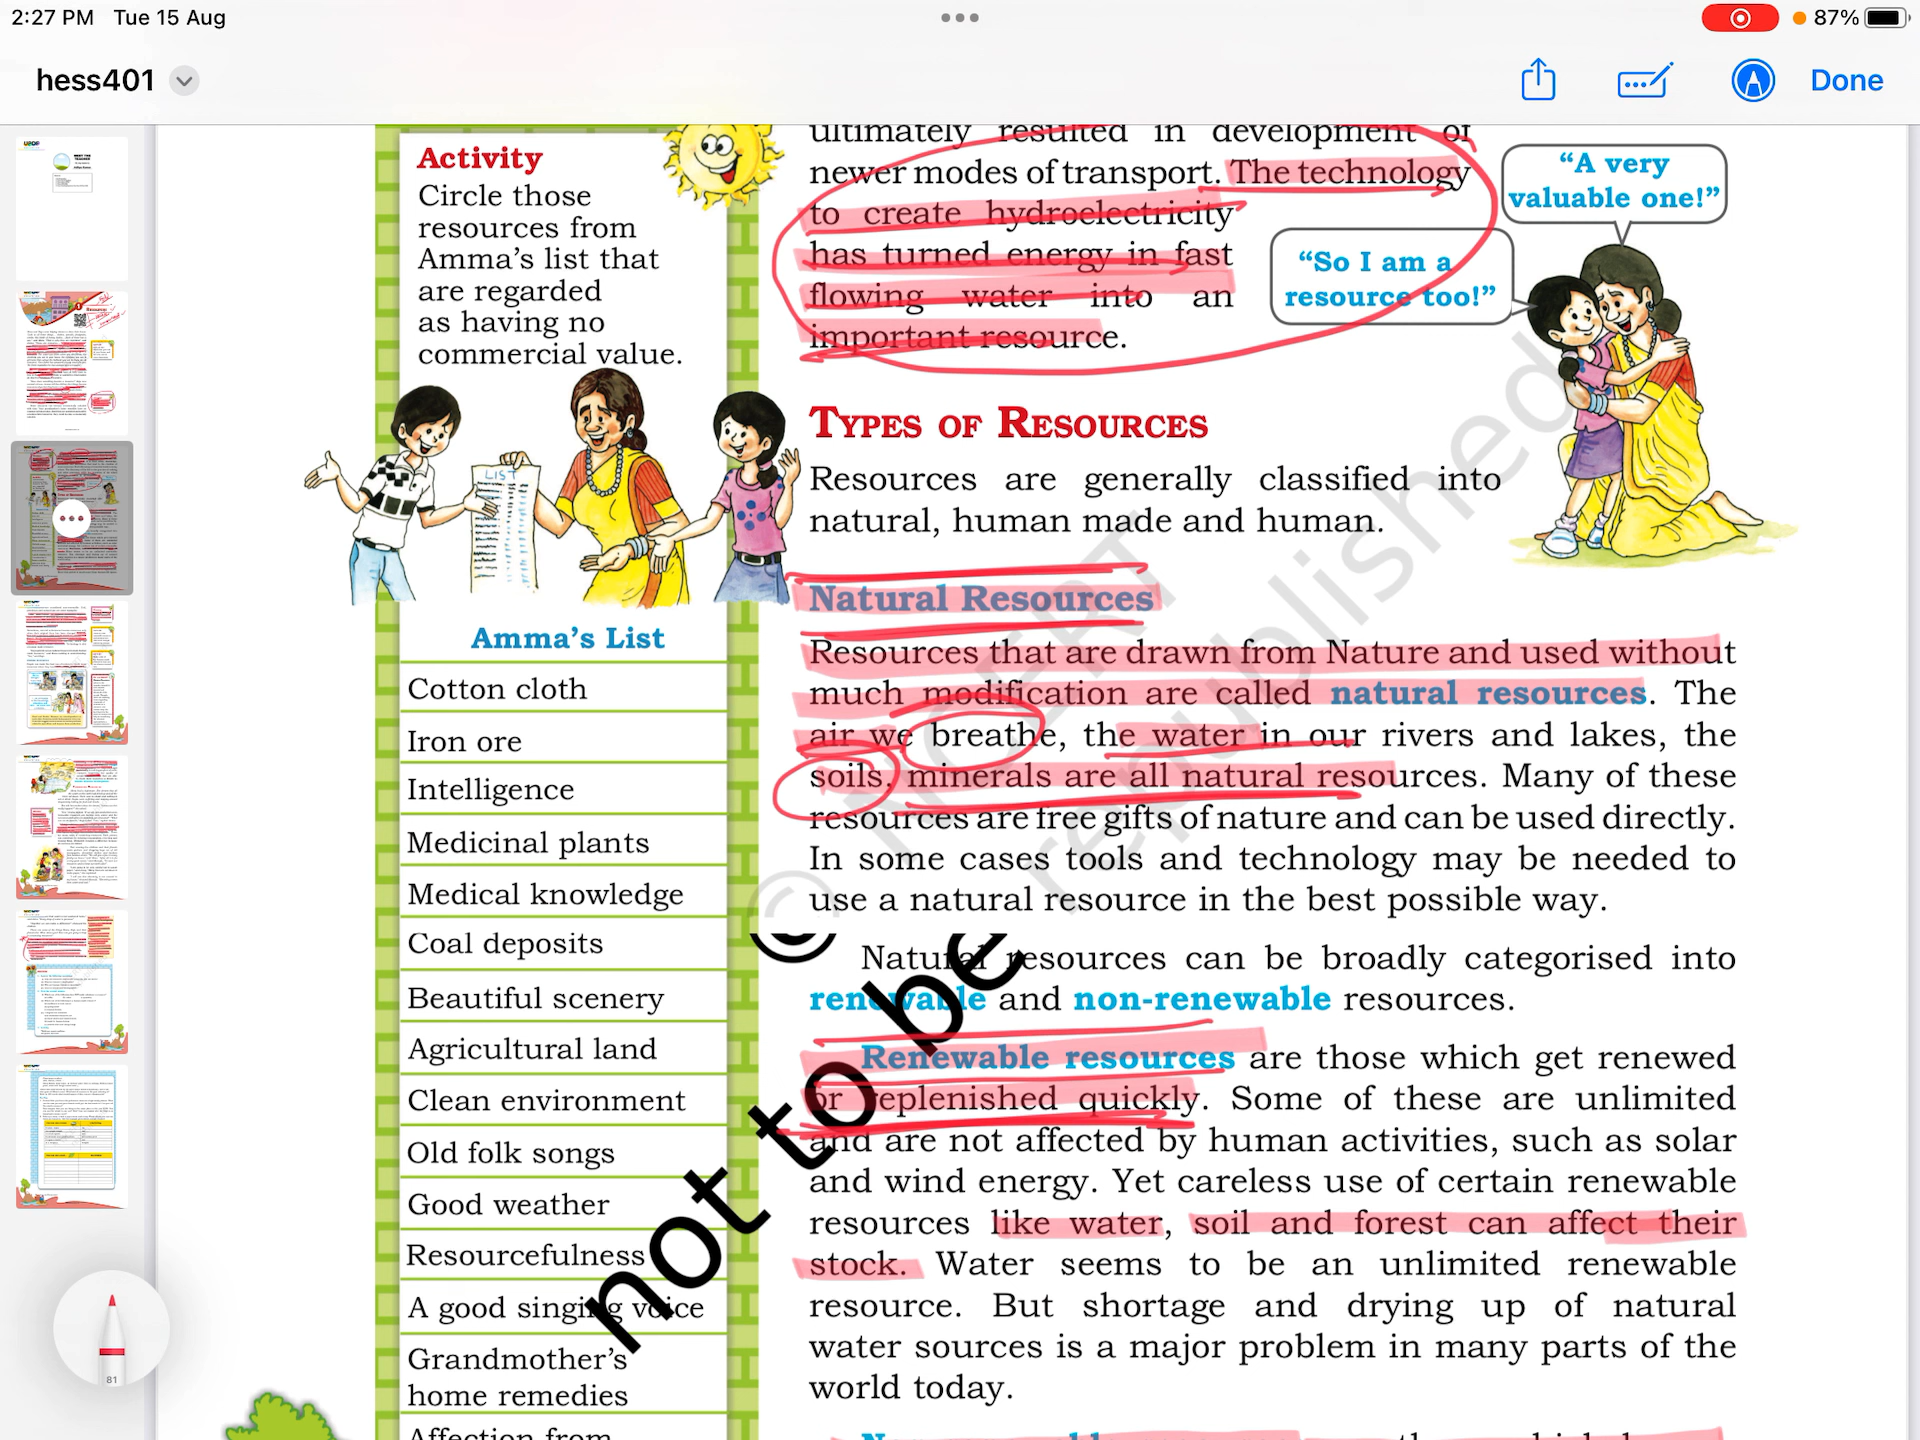 2:27 PM Tue 15 Aug
87%
hess401
Done
Activity
Circle those
resources from
Amma's list that
are regarded
as having no
commercial value.
LIST
Amma's List
Cotton cloth
Iron ore
Intelligence
Medicinal plants
Medical knowledge
Coal deposits
Beautiful scenery
Agricultural land
Clean environment
Old folk songs
Good weather
Resourcefulness
A good singing voice
Grandmother's
home remedies
Affection from
ultimately resulted in development of
newer modes of transport. The technology
to create hydroelectricity
has turned energy in fast
flowing water into an
important resource.
“A very
valuable one!”
“So I am a
resource too!”
TYPES OF RESOURCES
Resources are generally classified into
natural, human made and human.
Natural Resources
Resources that are drawn from Nature and used without
much modification are called natural resources. The
air we breathe, the water in our rivers and lakes, the
soils, minerals are all natural resources. Many of these
resources are free gifts of nature and can be used directly.
In some cases tools and technology may be needed to
use a natural resource in the best possible way.
Natural resources can be broadly categorised into
renewable and non-renewable resources.
Renewable resources are those which get renewed
or replenished quickly. Some of these are unlimited
and are not affected by human activities, such as solar
and wind energy. Yet careless use of certain renewable
resources like water, soil and forest can affect their
stock. Water seems to be an unlimited renewable
resource. But shortage and drying up of natural
water sources is a major problem in many parts of the
world today.
© NCERT
not to be republished
81